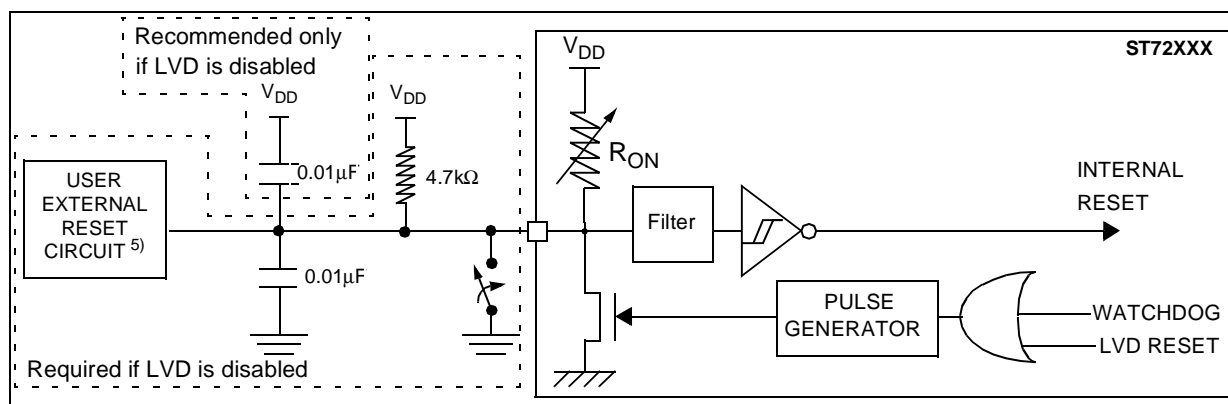 Recommended only
if LVD is disabled
VDD
VDD
0.01μF
4.7kΩ
USER
EXTERNAL
RESET
CIRCUIT 5)
0.01μF
Required if LVD is disabled
ST72XXX
VDD
RON
Filter
INTERNAL
RESET
PULSE
GENERATOR
WATCHDOG
LVD RESET